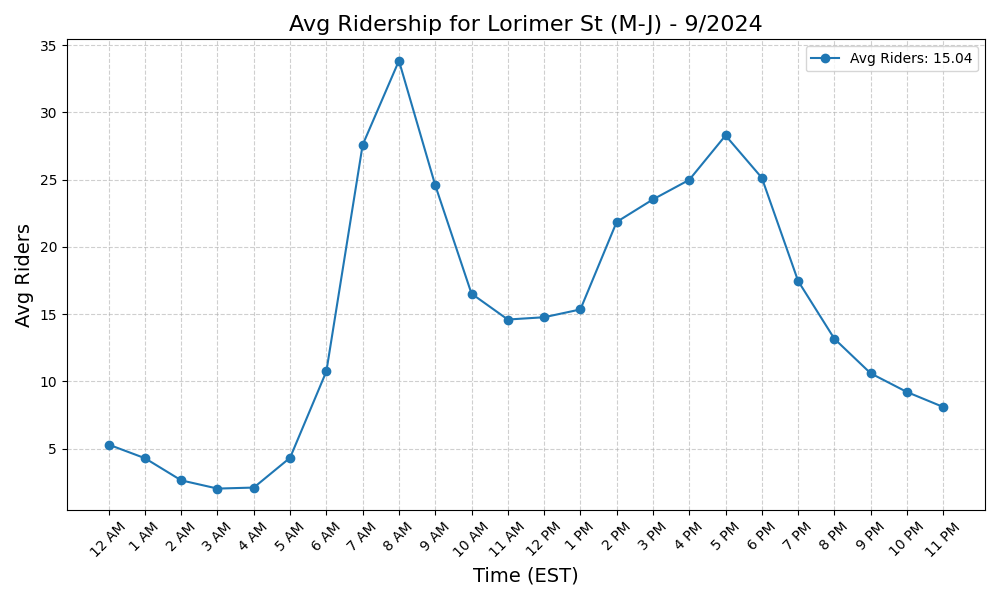 Avg Ridership for Lorimer St (M-J) - 9/2024
Avg Riders: 15.04
Avg Riders
35
30
25
20
15
10
5
12 AM
1 AM
2 AM
3 AM
4 AM
5 AM
6 AM
7 AM
8 AM
9 AM
10 AM
11 AM
12 PM
1 PM
2 PM
3 PM
4 PM
5 PM
6 PM
7 PM
8 PM
9 PM
10 PM
11 PM
Time (EST)